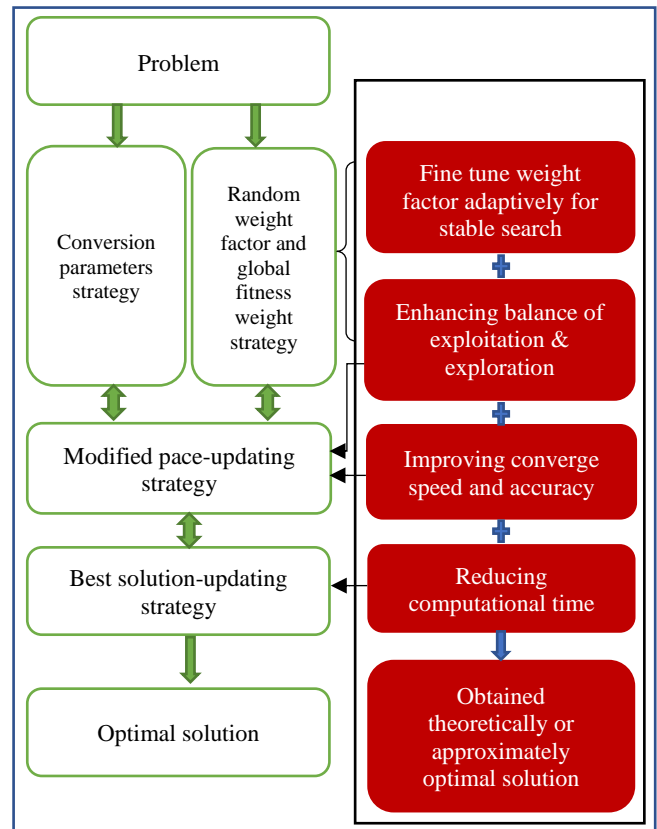 Problem
Conversion
parameters
strategy
Random
weight
factor and
global
fitness
weight
strategy
Modified pace-updating
strategy
Best solution-updating
strategy
Optimal solution
Fine tune weight
factor adaptively for
stable search
Enhancing balance of
exploitation &
exploration
Improving converge
speed and accuracy
Reducing
computational time
Obtained
theoretically or
approximately
optimal solution